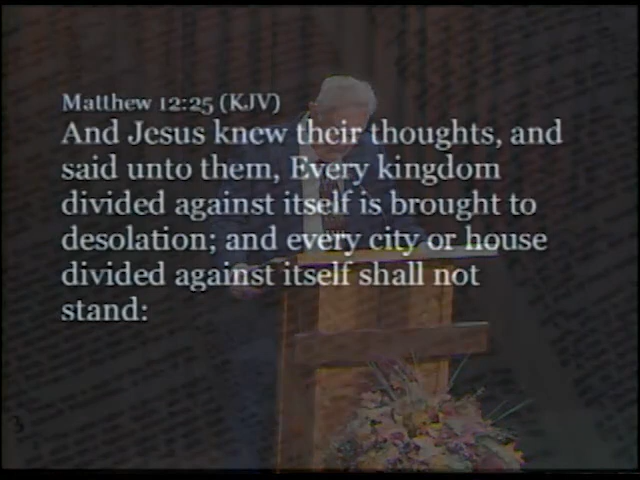 Matthew 12:25 (KJV)
And Jesus knew their thoughts, and
said unto them, Every kingdom
divided against itself is brought to
desolation; and every city or house
divided against itself shall not
stand: